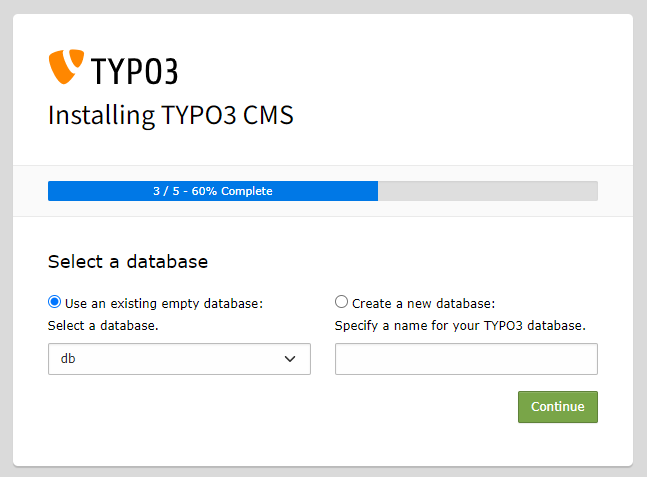 TYPO3
Installing TYPO3 CMS
3 / 5 - 60% Complete
Select a database
Use an existing empty database:
Select a database.
db
Create a new database:
Specify a name for your TYPO3 database.
Continue